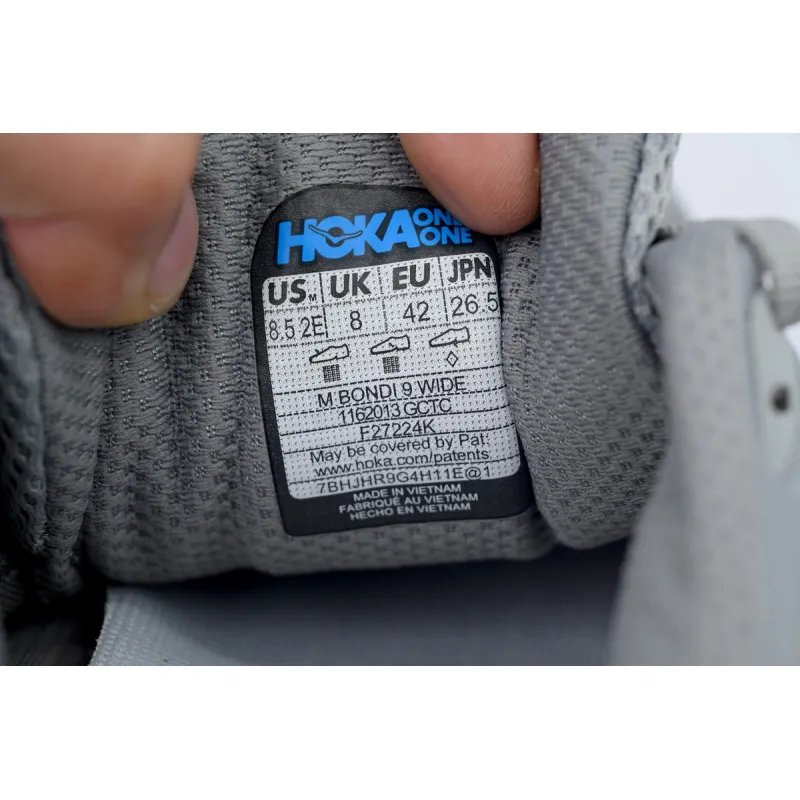 HOKA ONE ONE
US M UK EU JPN
8.5 2E 8 42 26.5
M BONDI 9 WIDE
1162013 GCTC
F27224K
May be covered by Pat:
www.hoka.com/patents
7BHJHR9G4H11E@1
MADE IN VIETNAM
FABRIQUÉ AU VIETNAM
HECHO EN VIETNAM